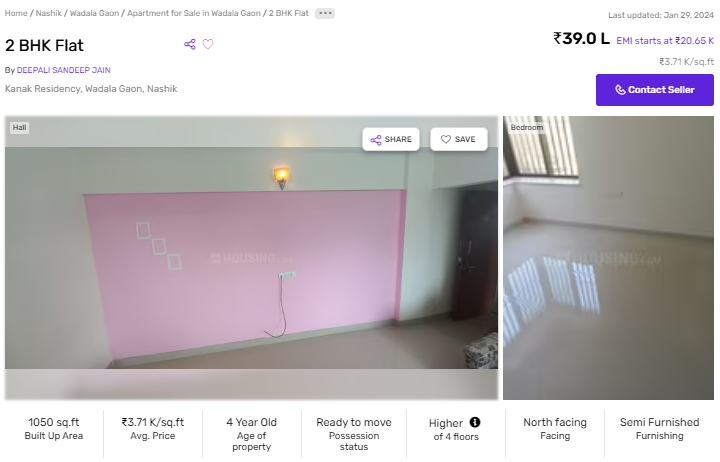 Home / Nashik / Wadala Gaon / Apartment for Sale in Wadala Gaon / 2 BHK Flat
Last updated: Jan 29, 2024
2 BHK Flat
₹39.0 L EMI starts at ₹20.65 K
By DEEPALI SANDEEP JAIN
₹3.71 K/sq.ft
Kanak Residency, Wadala Gaon, Nashik
Contact Seller
Hall
SHARE
SAVE
Bedroom
HOUSING.COM
HOUSING.COM
1050 sq.ft
Built Up Area
₹3.71 K/sq.ft
Avg. Price
4 Year Old
Age of
property
Ready to move
Possession
status
Higher
of 4 floors
North facing
Facing
Semi Furnished
Furnishing